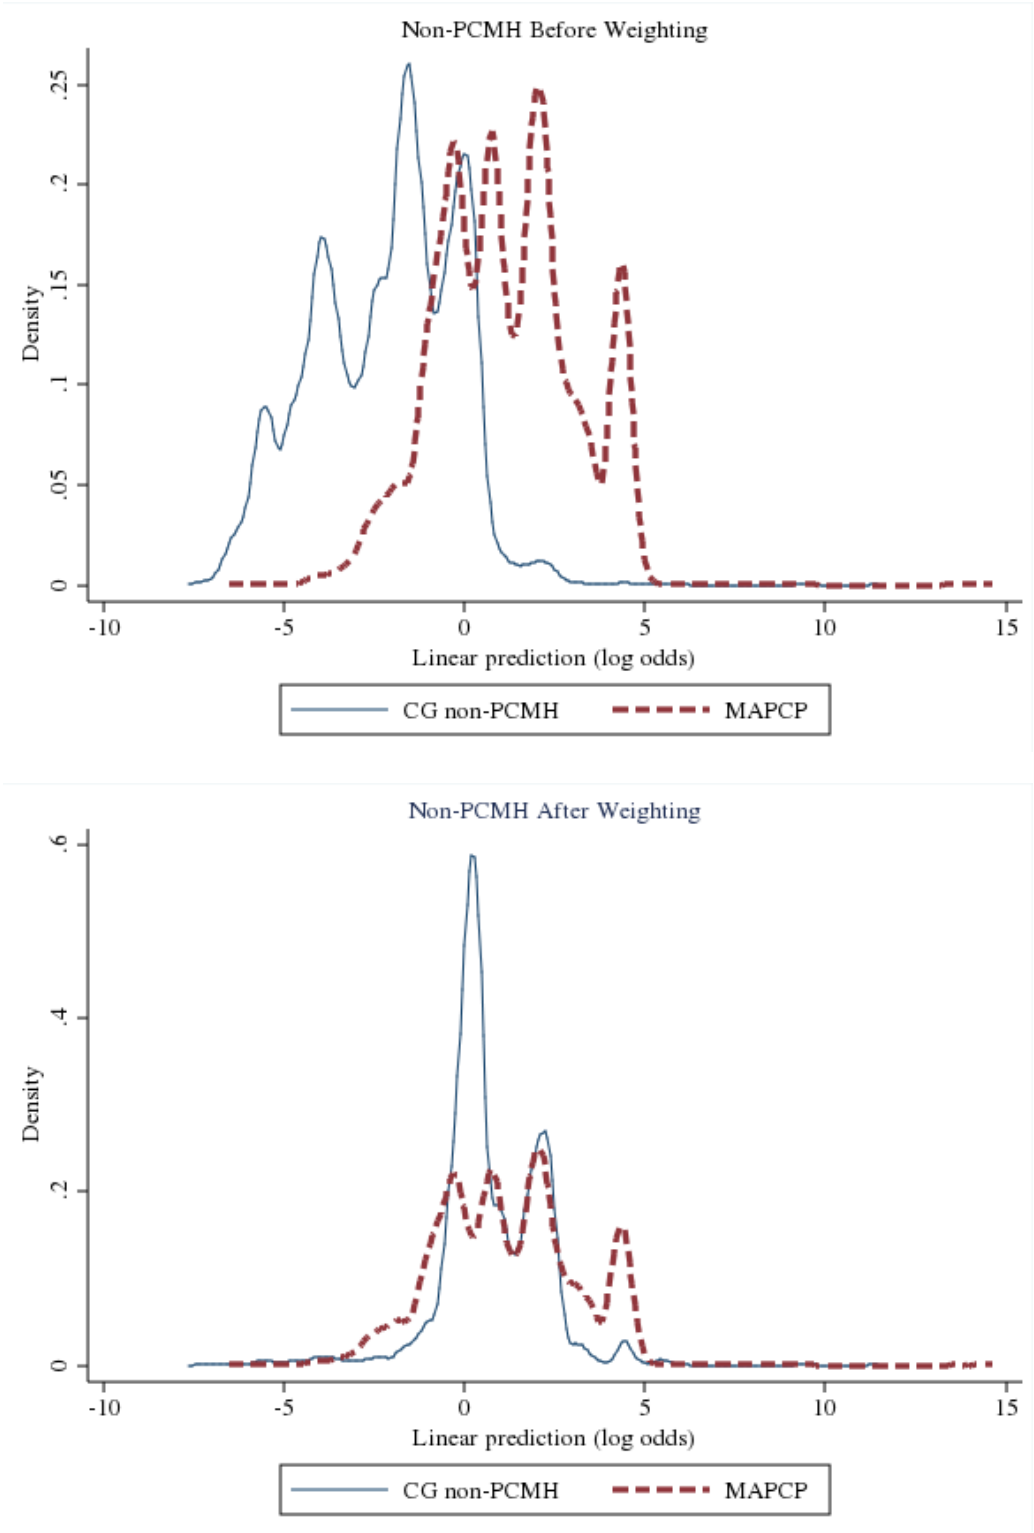 Non-PCMH Before Weighting
.25
.2
.15
.1
.05
0
Density
-10 -5 0 5 10 15
Linear prediction (log odds)
CG non-PCMH MAPCP
Non-PCMH After Weighting
.6
.4
.2
0
Density
-10 -5 0 5 10 15
Linear prediction (log odds)
CG non-PCMH MAPCP